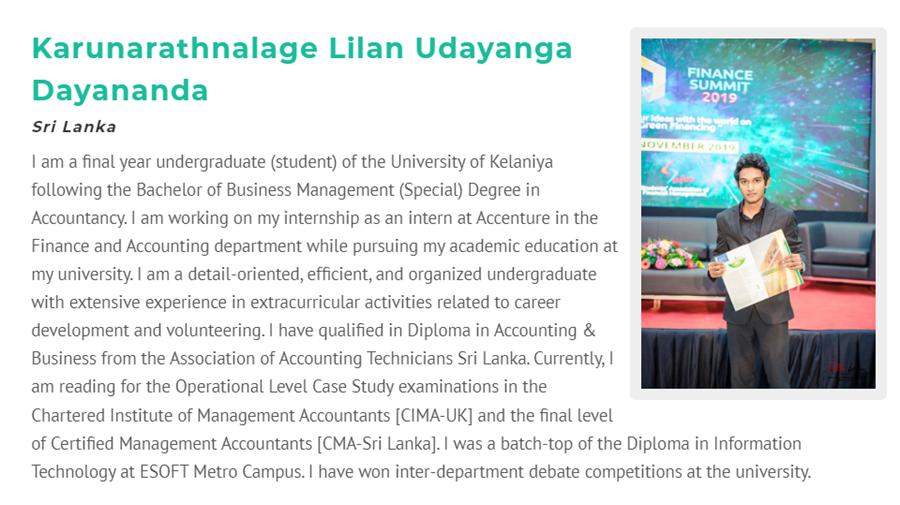 Karunarathnalage Lilan Udayanga
Dayananda
Sri Lanka
I am a final year undergraduate (student) of the University of Kelaniya
following the Bachelor of Business Management (Special) Degree in
Accountancy. I am working on my internship as an intern at Accenture in the
Finance and Accounting department while pursuing my academic education at
my university. I am a detail-oriented, efficient, and organized undergraduate
with extensive experience in extracurricular activities related to career
development and volunteering. I have qualified in Diploma in Accounting &
Business from the Association of Accounting Technicians Sri Lanka. Currently, I
am reading for the Operational Level Case Study examinations in the
Chartered Institute of Management Accountants [CIMA-UK] and the final level
of Certified Management Accountants [CMA-Sri Lanka]. I was a batch-top of the Diploma in Information
Technology at ESOFT Metro Campus. I have won inter-department debate competitions at the university.
FINANCE
SUMMIT
2019
ideas with the world on
Green Financing"
NOVEMBER 2019